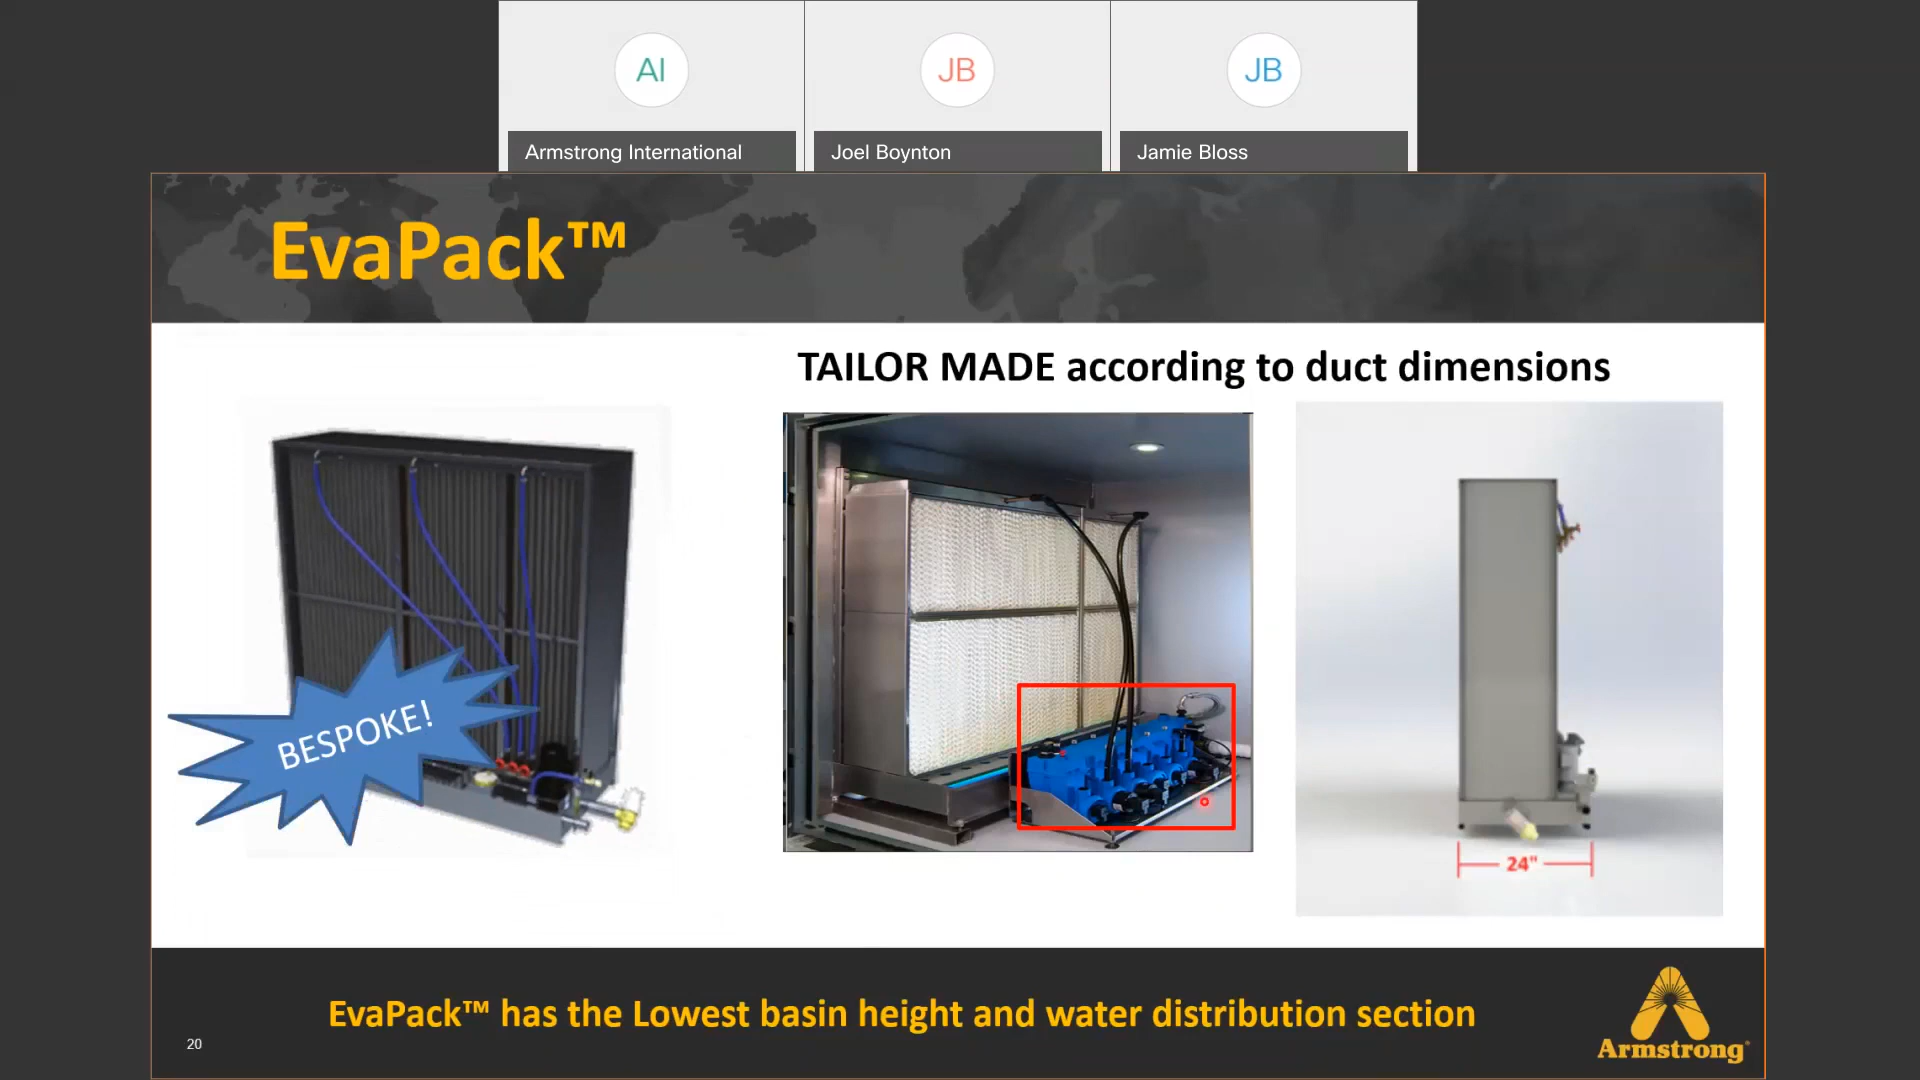 AI
JB
JB
Armstrong International
Joel Boynton
Jamie Bloss
EvaPack™
TAILOR MADE according to duct dimensions
BESPOKE!
24"
EvaPack™ has the Lowest basin height and water distribution section
20
Armstrong®